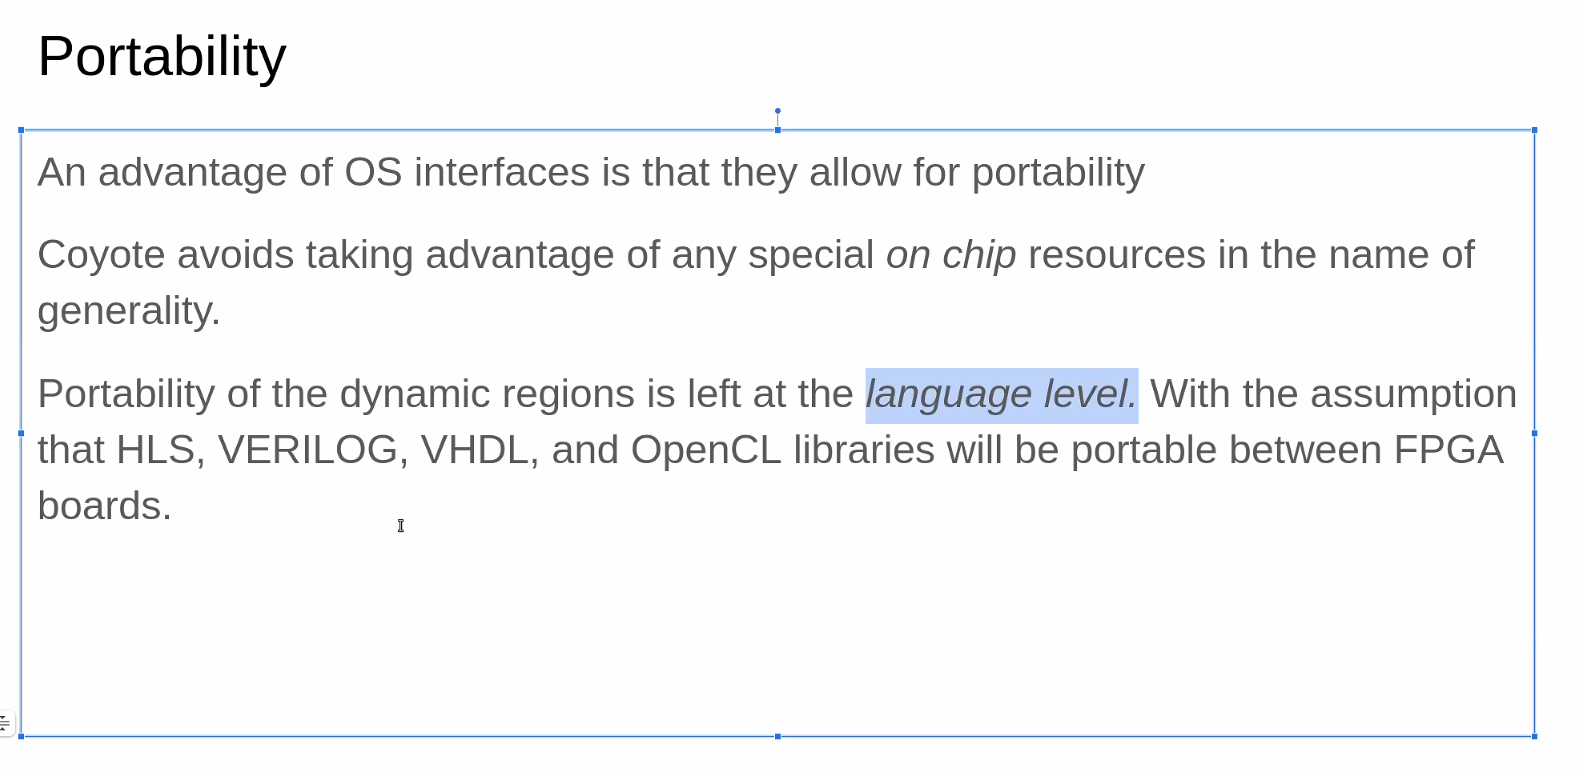 Portability
An advantage of OS interfaces is that they allow for portability
Coyote avoids taking advantage of any special on chip resources in the name of
generality.
Portability of the dynamic regions is left at the language level. With the assumption
that HLS, VERILOG, VHDL, and OpenCL libraries will be portable between FPGA
boards.